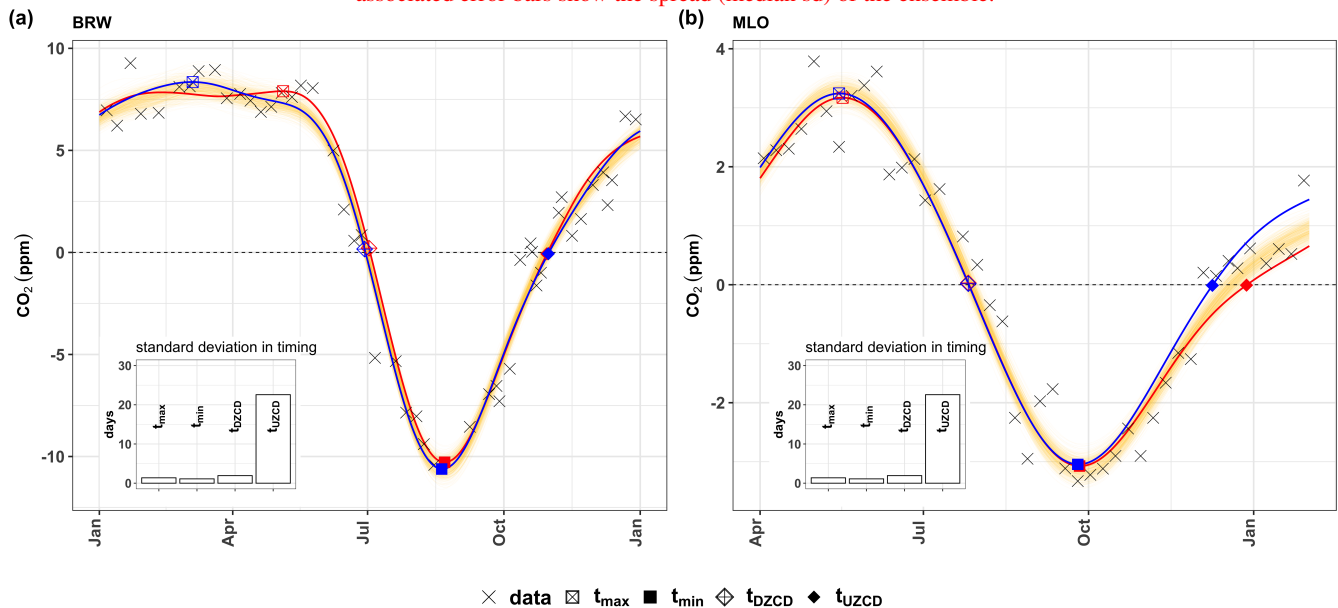 associated error bars show the spread (median sd) of the ensemble.
(a) BRW
10
5
0
-5
-10
CO2 (ppm)
Jan Apr Jul Oct Jan
standard deviation in timing
30
20
10
0
days
tmax tmin tDZCD tUZCD
(b) MLO
4
2
0
-2
CO2 (ppm)
Apr Jul Oct Jan
standard deviation in timing
30
20
10
0
days
tmax tmin tDZCD tUZCD
data tmax tmin tDZCD tUZCD